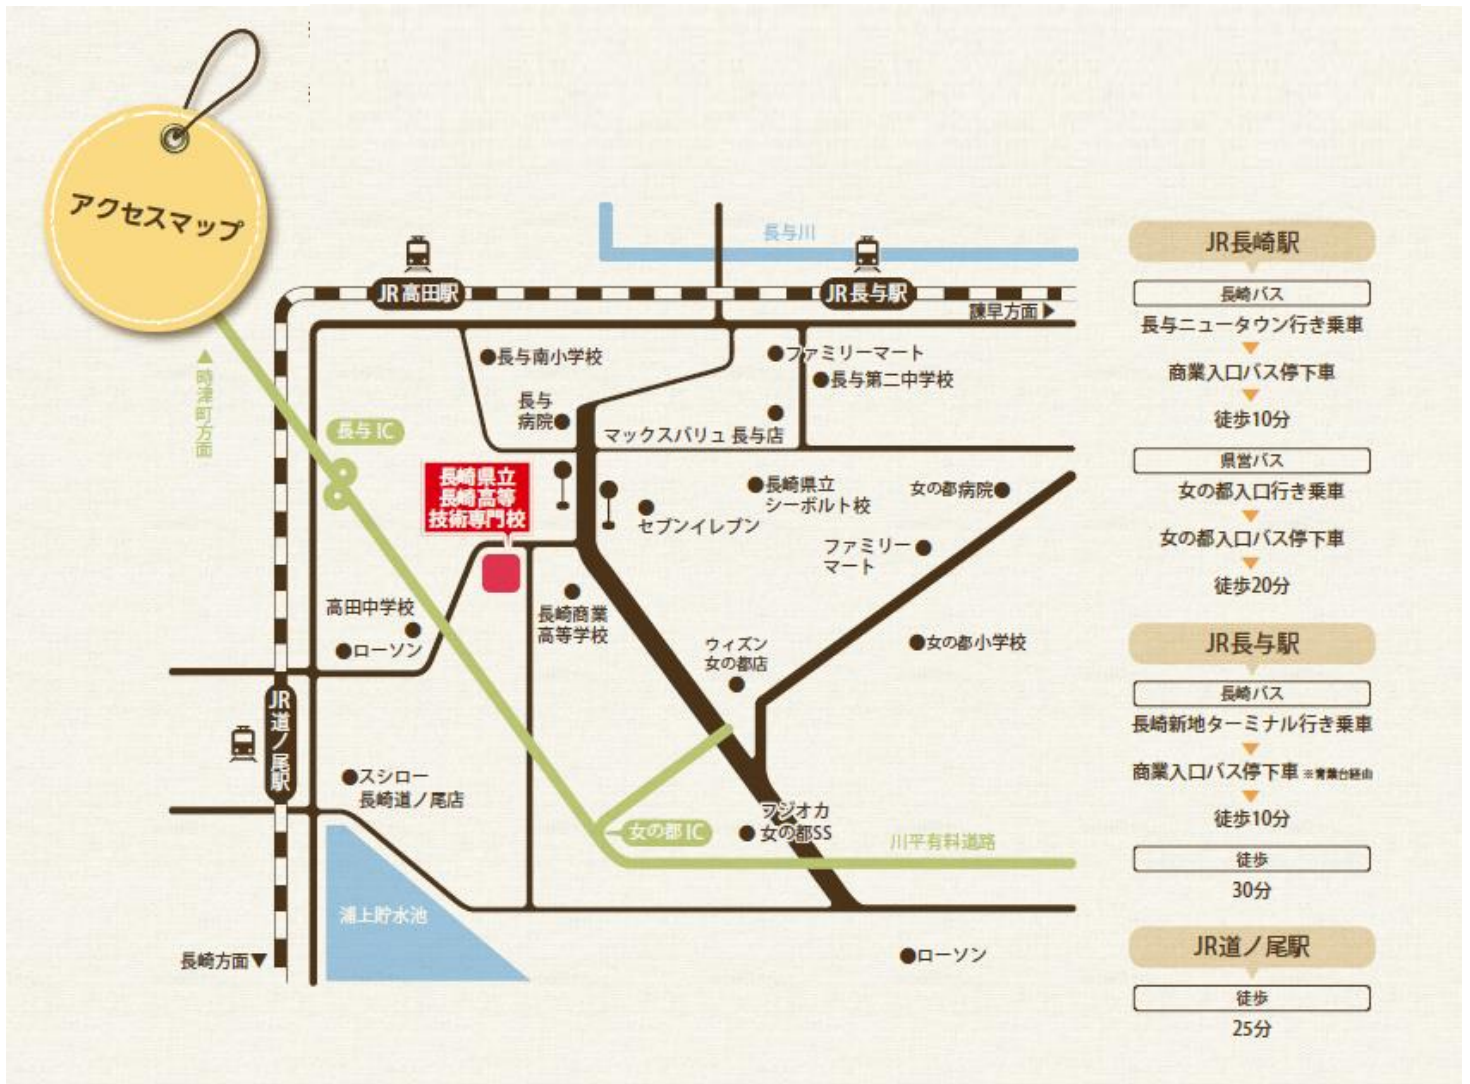 アクセスマップ
長与川
JR高田駅
JR長与駅
諫早方面▶
▲時津町方面
●長与南小学校
●ファミリーマート
●長与第二中学校
長与
病院●
マックスバリュ 長与店
長与 IC
長崎県立
長崎高等
技術専門校
●長崎県立
シーボルト校
女の都病院●
セブンイレブン
ファミリー
マート
高田中学校
●ローソン
長崎商業
高等学校
ウィズン
女の都店
●女の都小学校
JR道ノ尾駅
●スシロー
長崎道ノ尾店
フジオカ
●女の都SS
女の都 IC
川平有料道路
浦上貯水池
長崎方面▼
●ローソン
JR長崎駅
長崎バス
長与ニュータウン行き乗車
▼
商業入口バス停下車
▼
徒歩10分
県営バス
女の都入口行き乗車
▼
女の都入口バス停下車
▼
徒歩20分
JR長与駅
長崎バス
長崎新地ターミナル行き乗車
▼
商業入口バス停下車 ※青葉台経由
▼
徒歩10分
徒歩
30分
JR道ノ尾駅
徒歩
25分